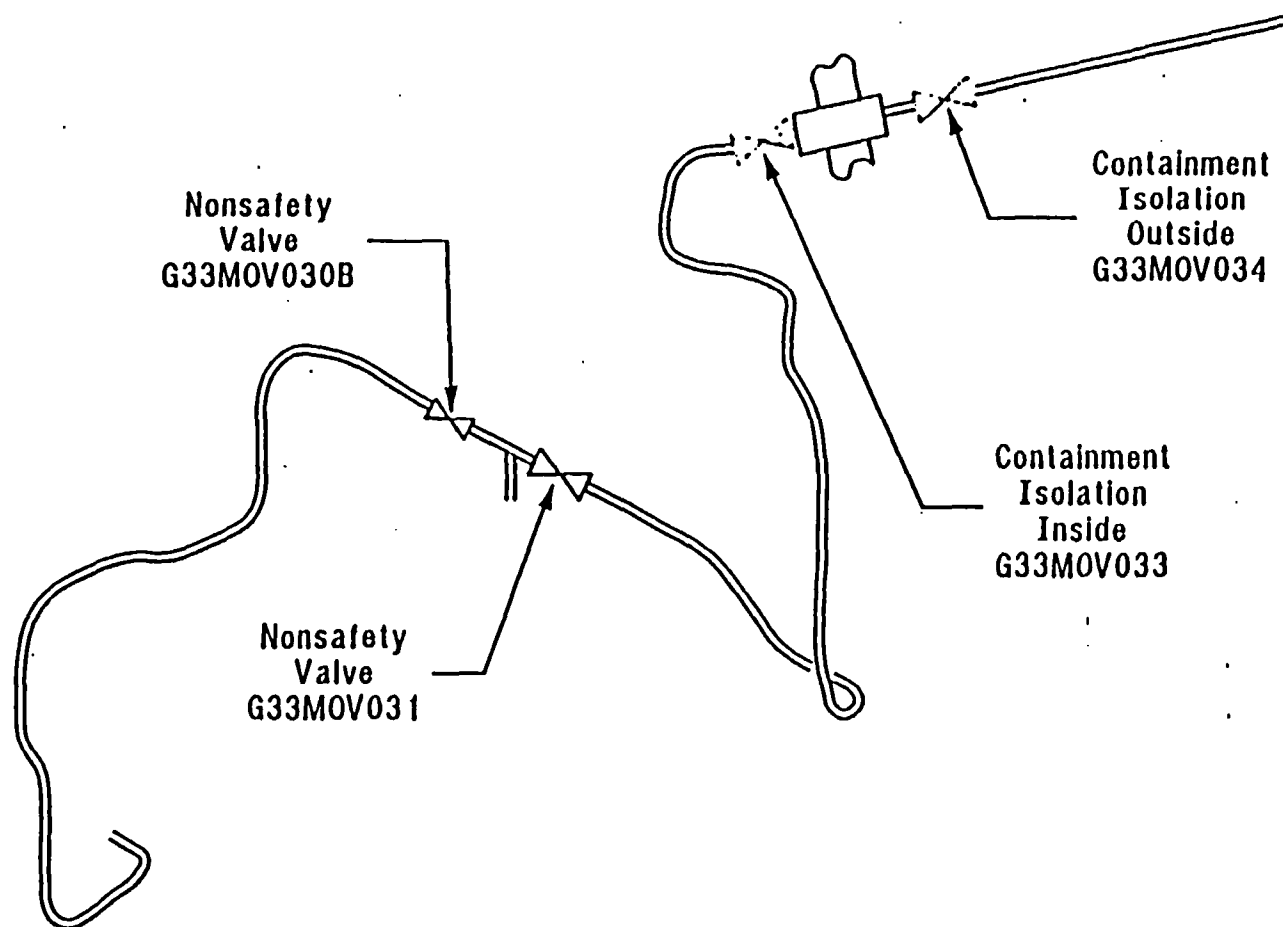 Nonsafety
Valve
G33MOV030B
Containment
Isolation
Outside
G33MOV034
Containment
Isolation
Inside
G33MOV033
Nonsafety
Valve
G33MOV031